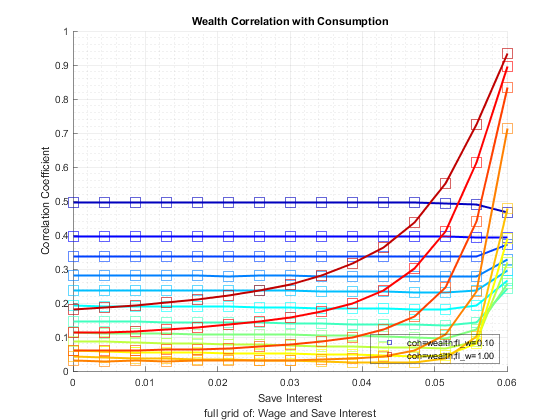 Wealth Correlation with Consumption
1
0.9
0.8
0.7
0.6
0.5
0.4
0.3
0.2
0.1
0
Correlation Coefficient
con=wealth;fl_w=0.10
con=wealth;fl_w=1.00
0 0.01 0.02 0.03 0.04 0.05 0.06
Save Interest
full grid of: Wage and Save Interest